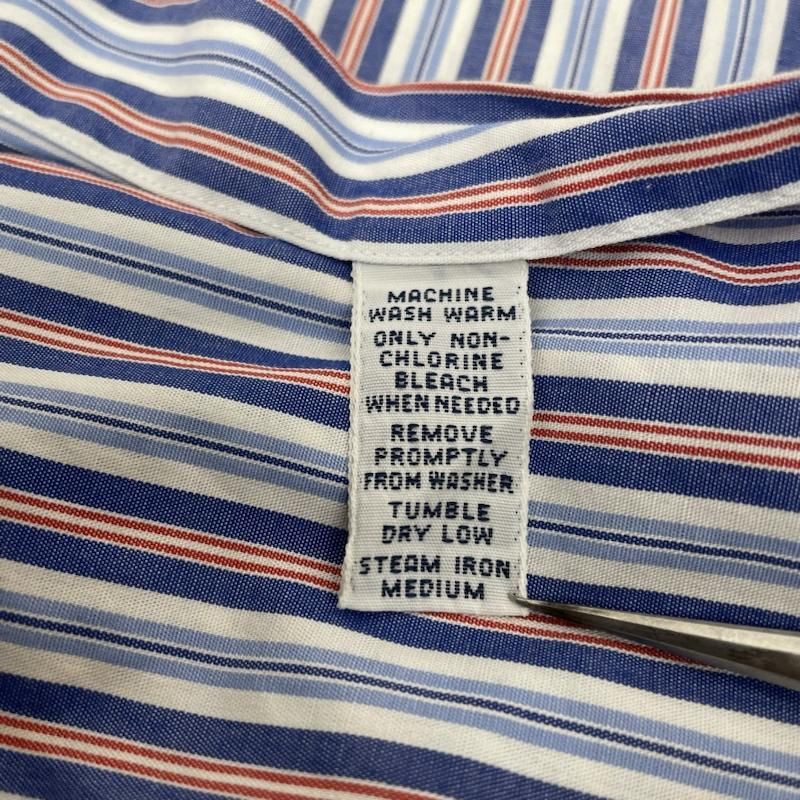 MACHINE
WASH WARM
ONLY NON-
CHLORINE
BLEACH
WHEN NEEDED
REMOVE
PROMPTLY
FROM WASHER
TUMBLE
DRY LOW
STEAM IRON
MEDIUM